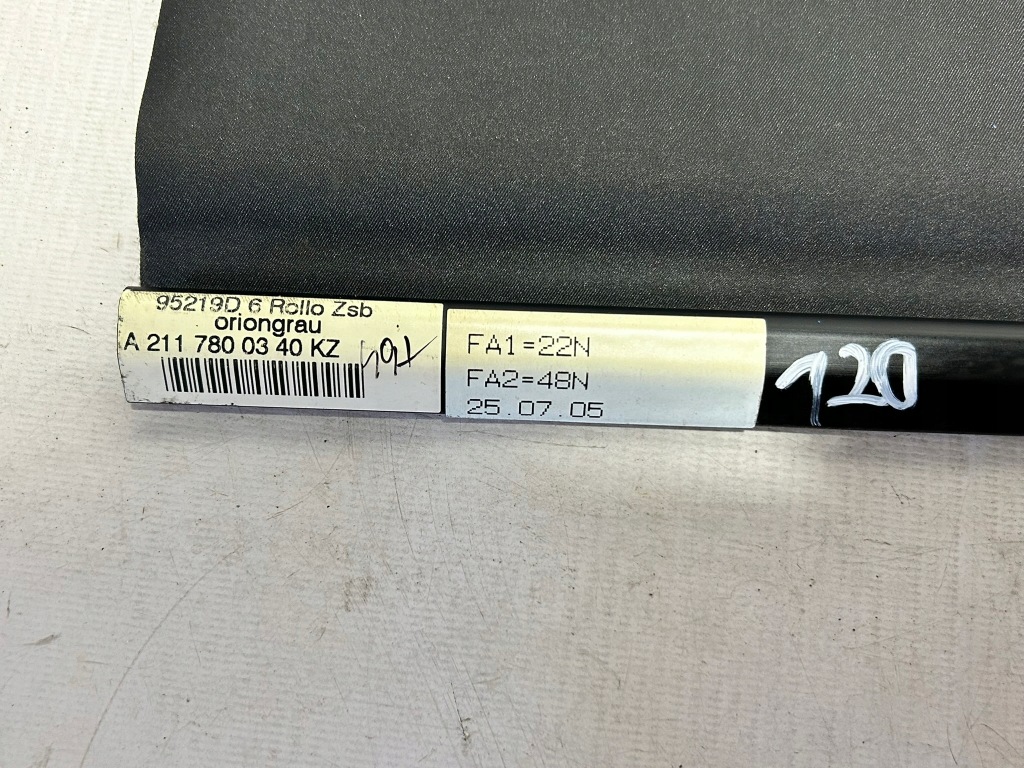 95219D 6 Rollo Zsb
oriongrau
A 211 780 03 40 KZ
FA1=22N
FA2=48N
25.07.05
120